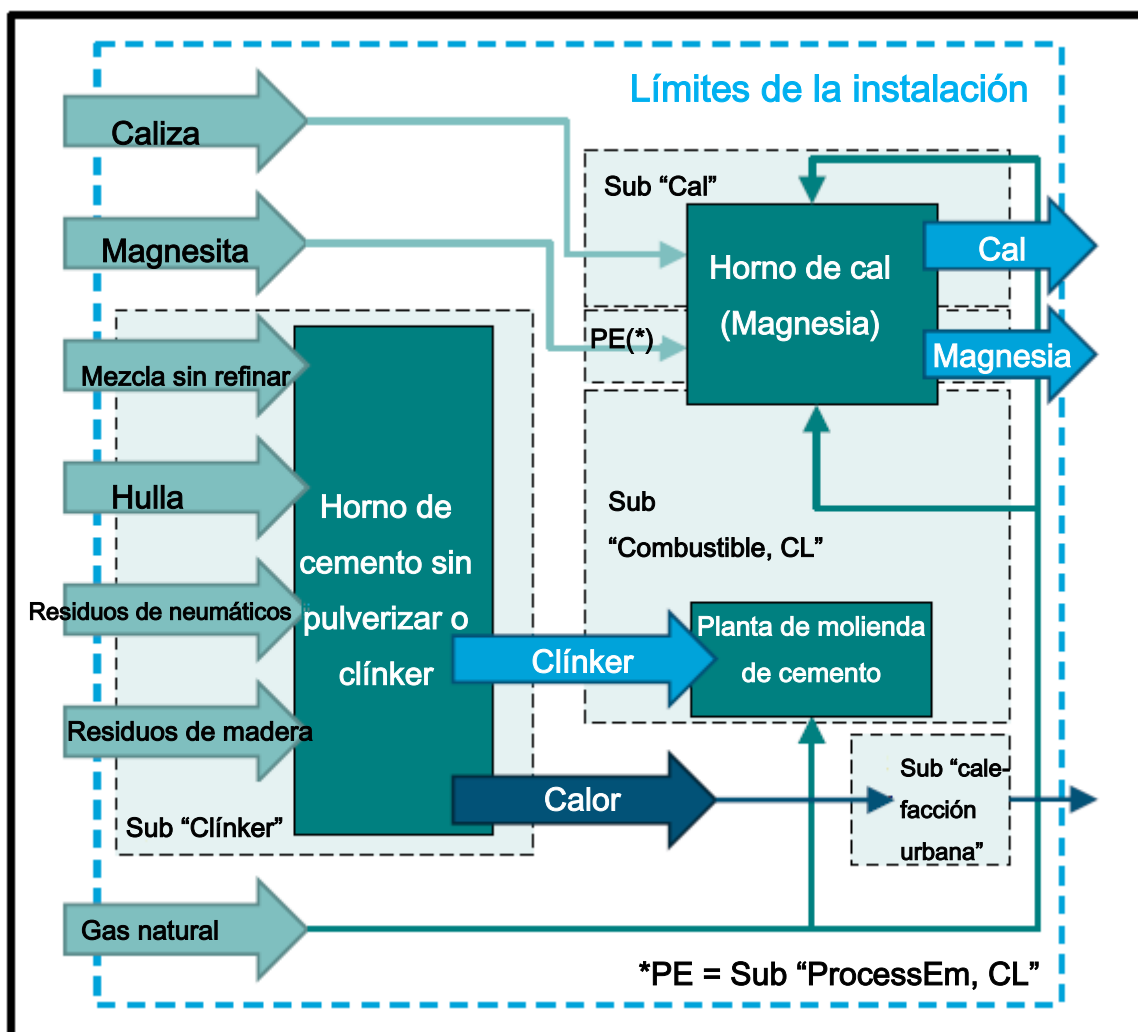 Límites de la instalación
Caliza
Sub “Cal”
Magnesita
Horno de cal
(Magnesia)
Cal
PE(*)
Magnesia
Mezcla sin refinar
Hulla
Residuos de neumáticos
Residuos de madera
Horno de
cemento sin
pulverizar o
clínker
Sub “Clínker”
Sub
“Combustible, CL”
Clínker
Planta de molienda
de cemento
Calor
Sub “cale-
facción
urbana”
Gas natural
*PE = Sub “ProcessEm, CL”